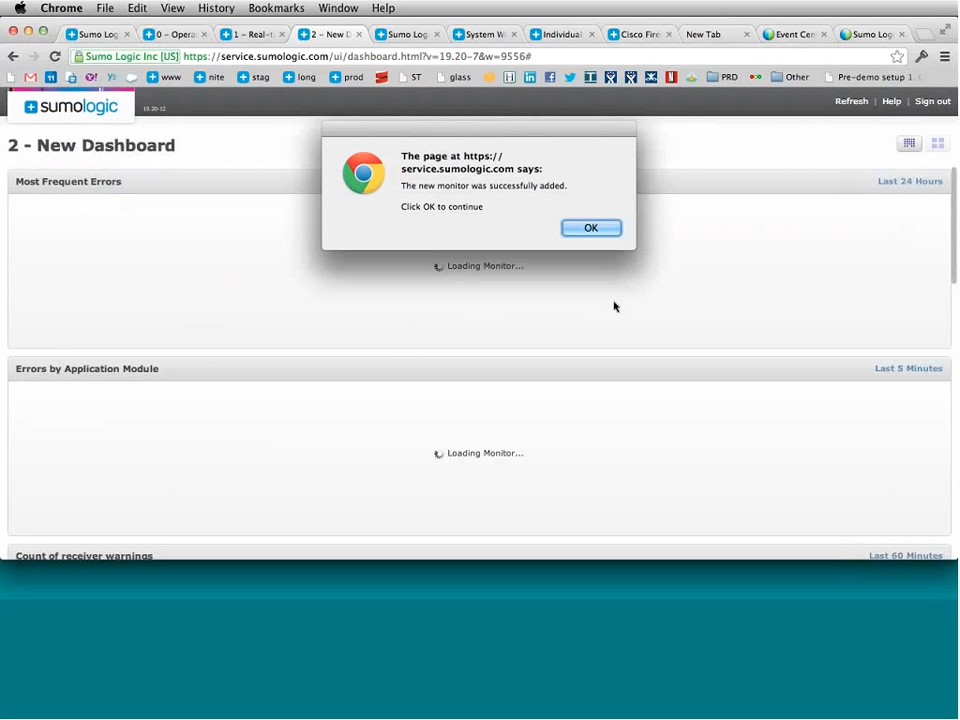 Chrome File Edit View History Bookmarks Window Help
Sumo Log 0 – Opera 1 – Real-t 2 – New D Sumo Log System W Individual Cisco Fire New Tab Event Cen Sumo Log
Sumo Logic Inc [US] https://service.sumologic.com/ui/dashboard.html?v=19.20-7&w=9556#
www nite stag long prod ST glass PRD Other Pre-demo setup 1.
sumologic 19.20-12 Refresh | Help | Sign out
2 - New Dashboard
The page at https://
service.sumologic.com says:
The new monitor was successfully added.
Click OK to continue
OK
Most Frequent Errors Last 24 Hours
Loading Monitor...
Errors by Application Module Last 5 Minutes
Loading Monitor...
Count of receiver warnings Last 60 Minutes